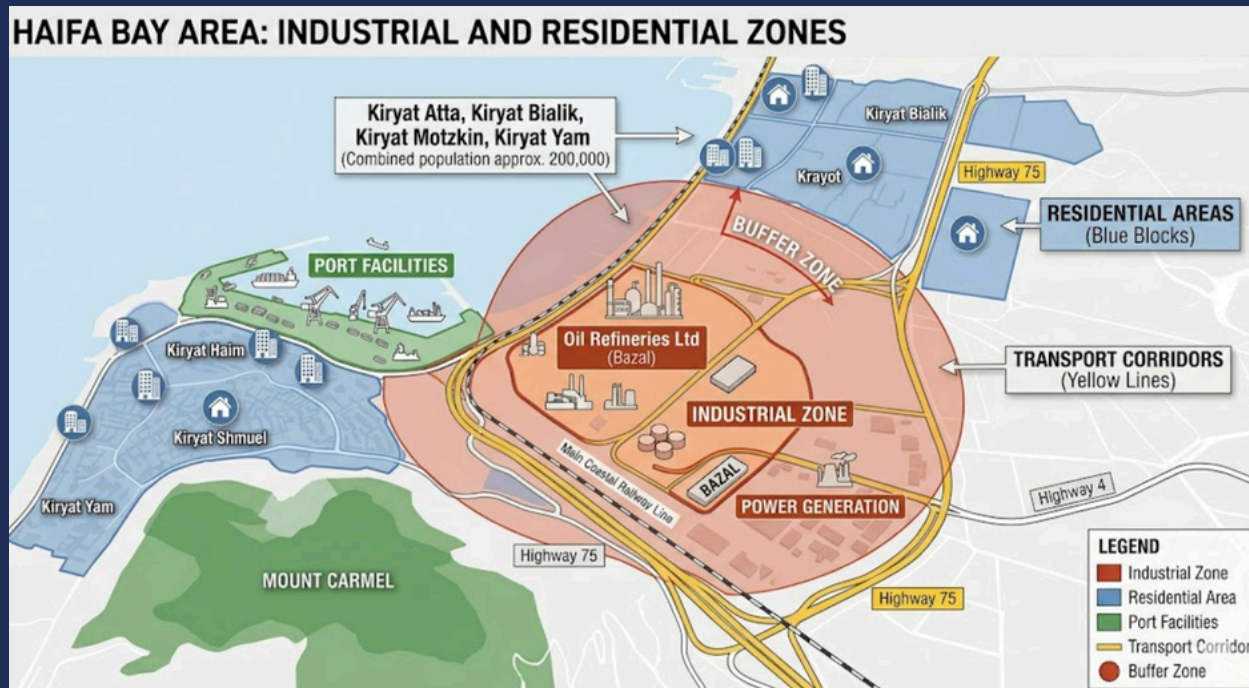 HAIFA BAY AREA: INDUSTRIAL AND RESIDENTIAL ZONES
Kiryat Atta, Kiryat Bialik,
Kiryat Motzkin, Kiryat Yam
(Combined population approx. 200,000)
Kiryat Bialik
Krayot
Highway 75
RESIDENTIAL AREAS
(Blue Blocks)
BUFFER ZONE
PORT FACILITIES
Oil Refineries Ltd
(Bazal)
TRANSPORT CORRIDORS
(Yellow Lines)
Kiryat Haim
INDUSTRIAL ZONE
Kiryat Shmuel
Main Coastal Railway Line
BAZAL
POWER GENERATION
Kiryat Yam
Highway 4
Highway 75
MOUNT CARMEL
Highway 75
LEGEND
Industrial Zone
Residential Area
Port Facilities
Transport Corridor
Buffer Zone